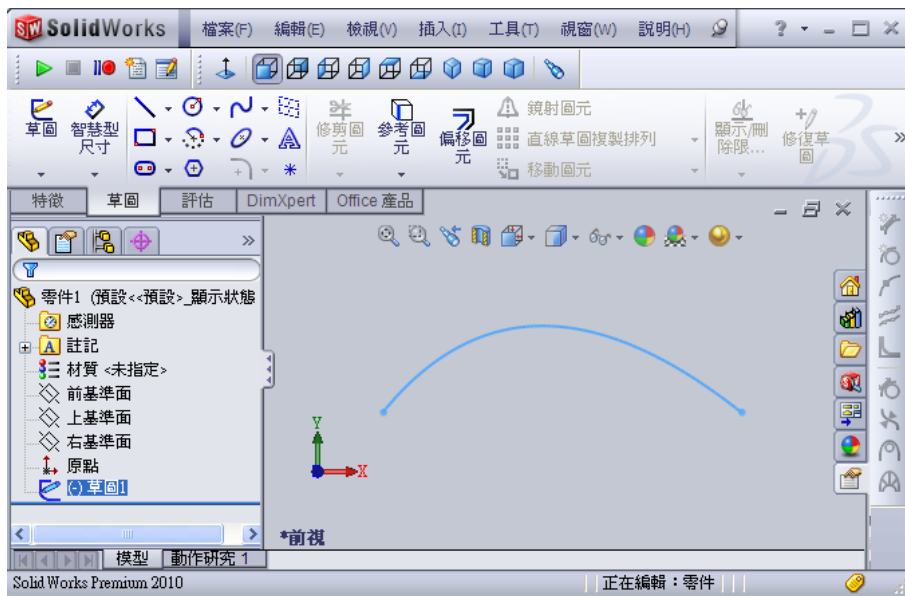 SolidWorks 檔案(F) 編輯(E) 檢視(V) 插入(I) 工具(T) 視窗(W) 說明(H)
草圖 智慧型尺寸 修剪圖元 參考圖元 偏移圖元 鏡射圖元 直線草圖複製排列 移動圖元 顯示/刪除限... 修復草圖
特徵 草圖 評估 DimXpert Office 產品
零件1 (預設<<預設>_顯示狀態
感測器
A 註記
材質 <未指定>
前基準面
上基準面
右基準面
原點
(-) 草圖1
Y
X
*前視
模型 動作研究 1
SolidWorks Premium 2010 正在編輯：零件